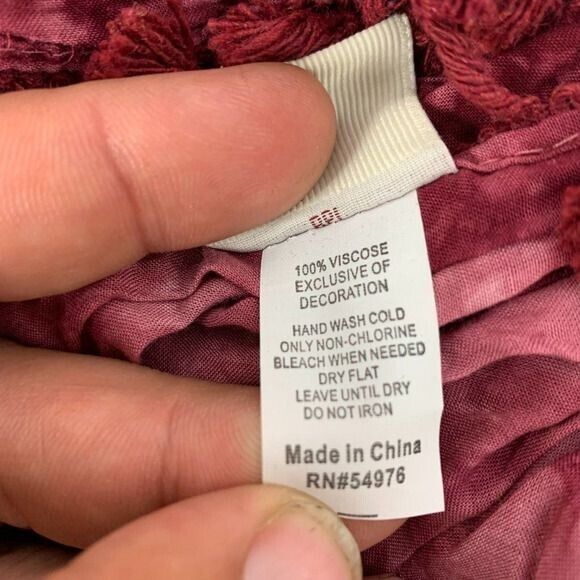 100% VISCOSE
EXCLUSIVE OF
DECORATION
HAND WASH COLD
ONLY NON-CHLORINE
BLEACH WHEN NEEDED
DRY FLAT
LEAVE UNTIL DRY
DO NOT IRON
Made in China
RN#54976